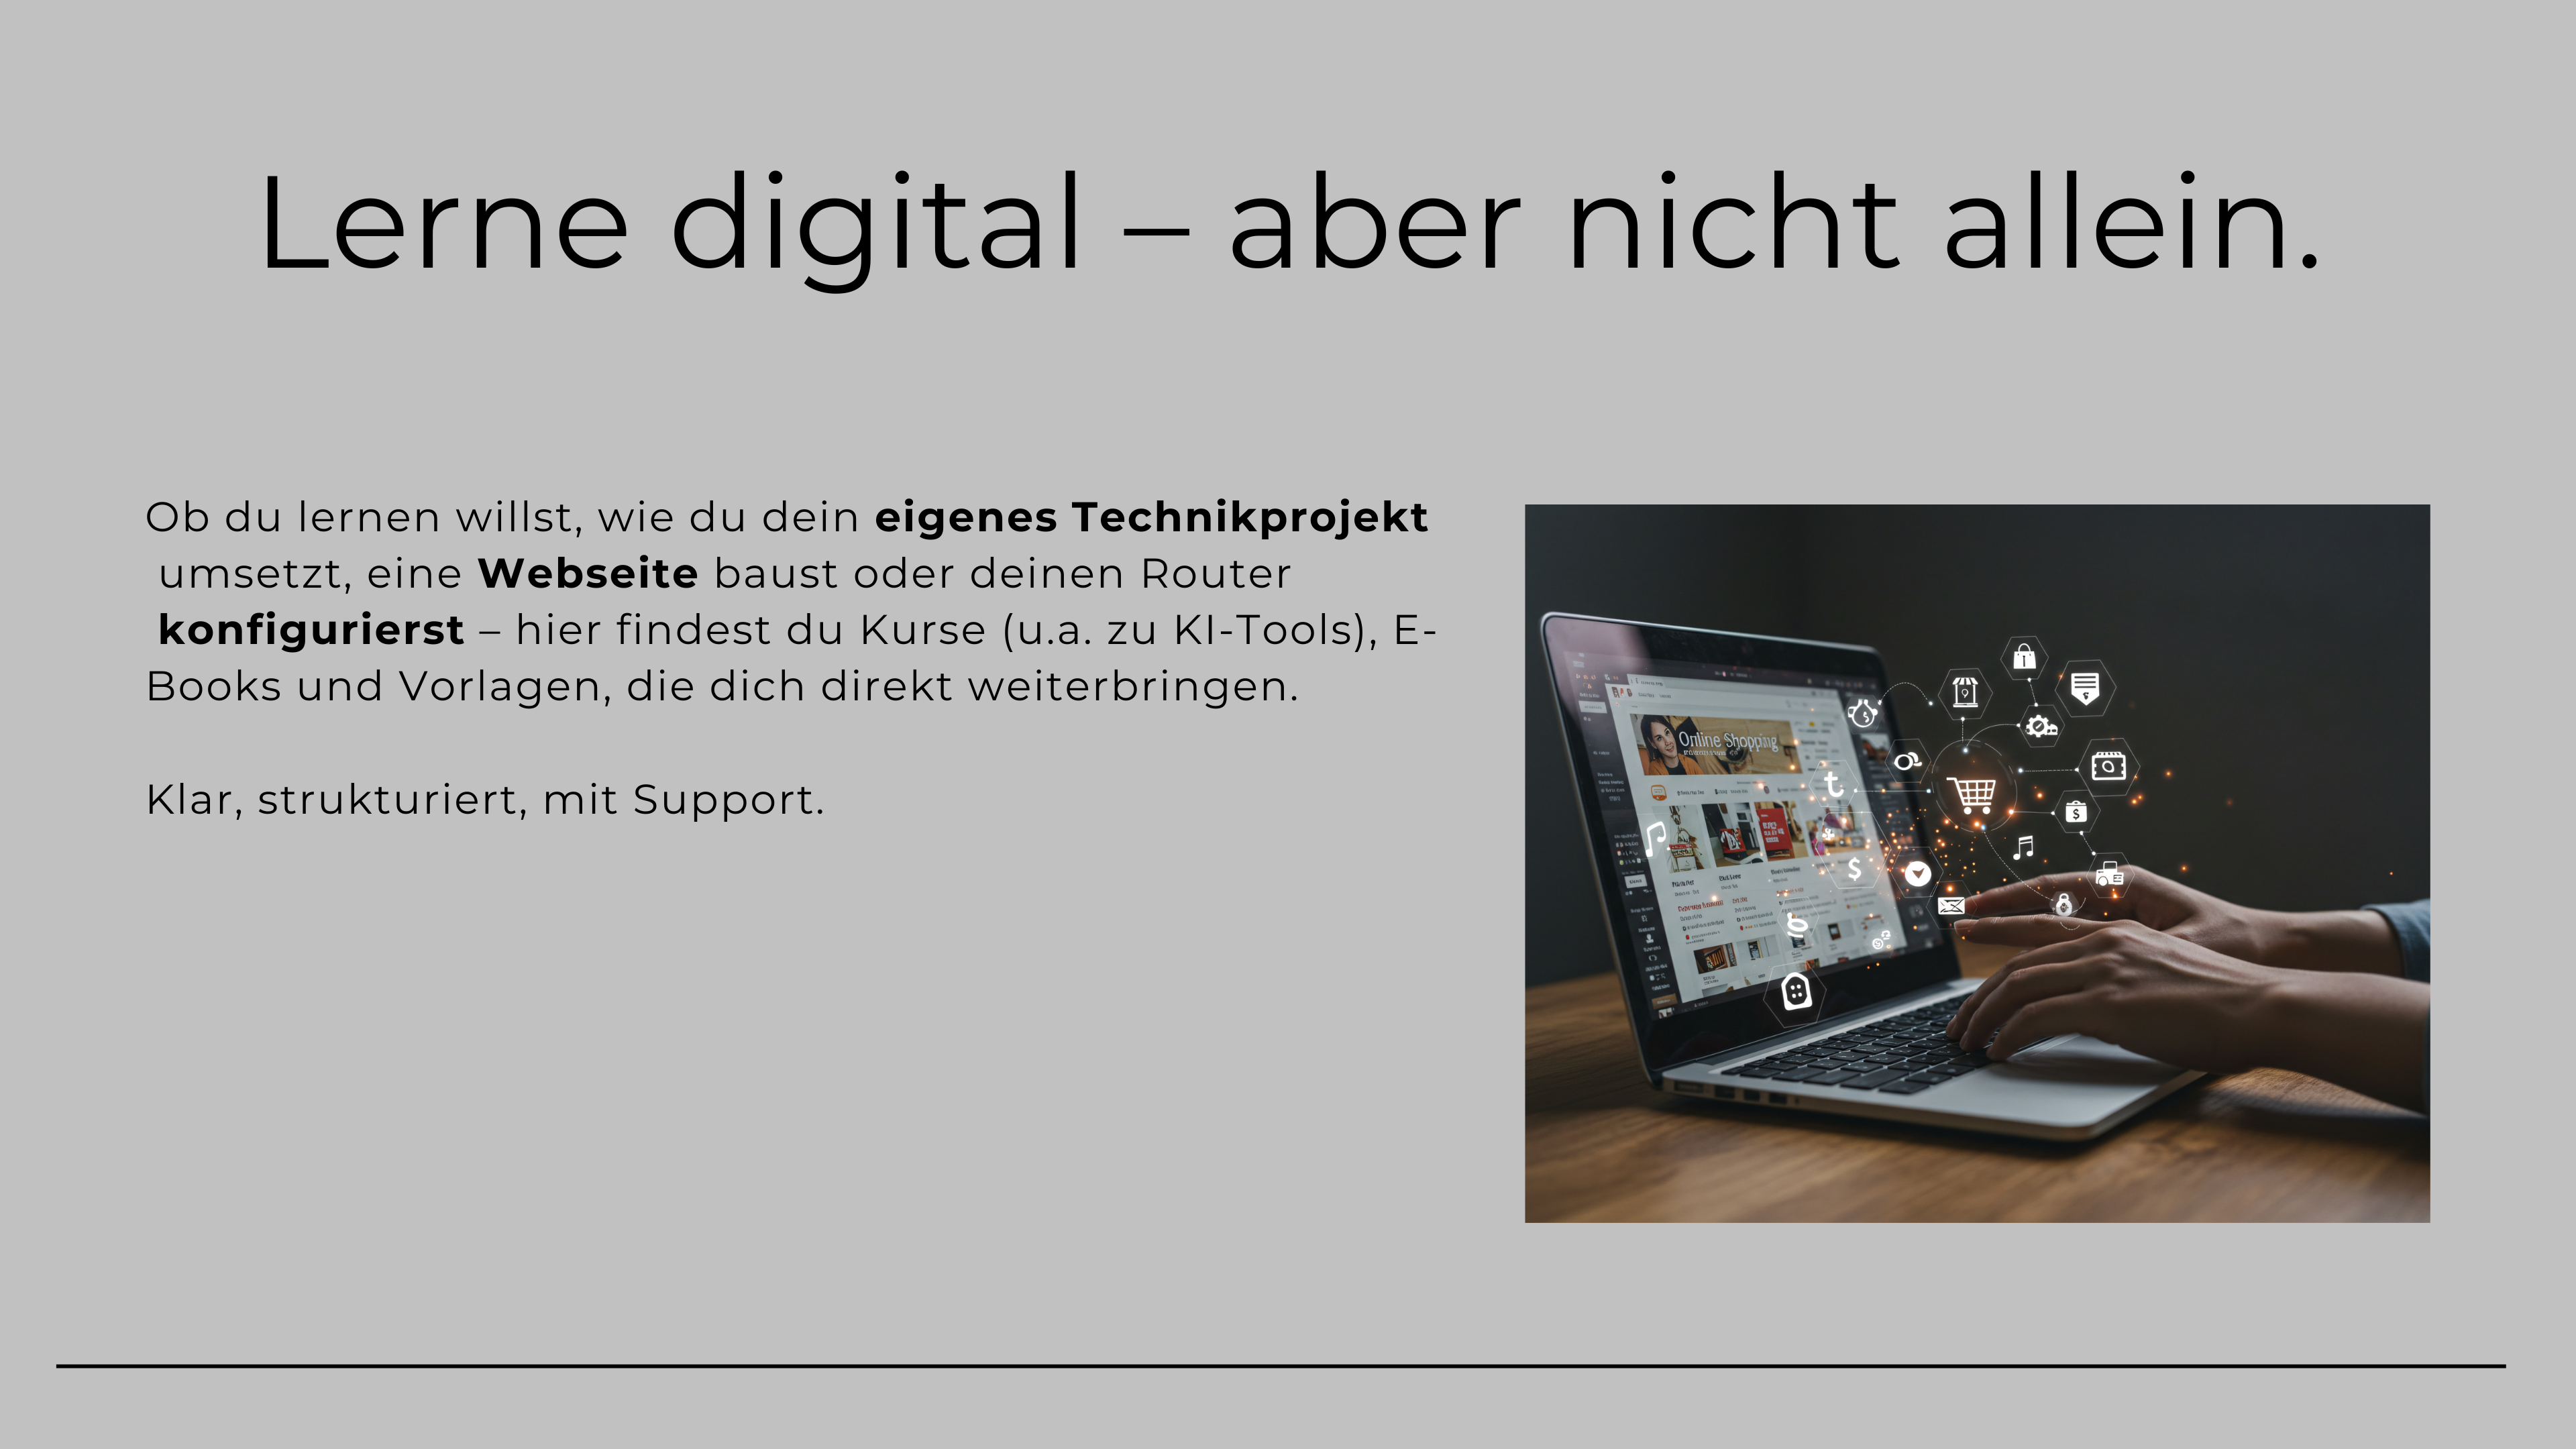 Lerne digital – aber nicht allein.
Ob du lernen willst, wie du dein eigenes Technikprojekt
umsetzt, eine Webseite baust oder deinen Router
konfigurierst – hier findest du Kurse (u.a. zu KI-Tools), E-
Books und Vorlagen, die dich direkt weiterbringen.
Klar, strukturiert, mit Support.
Online Shopping